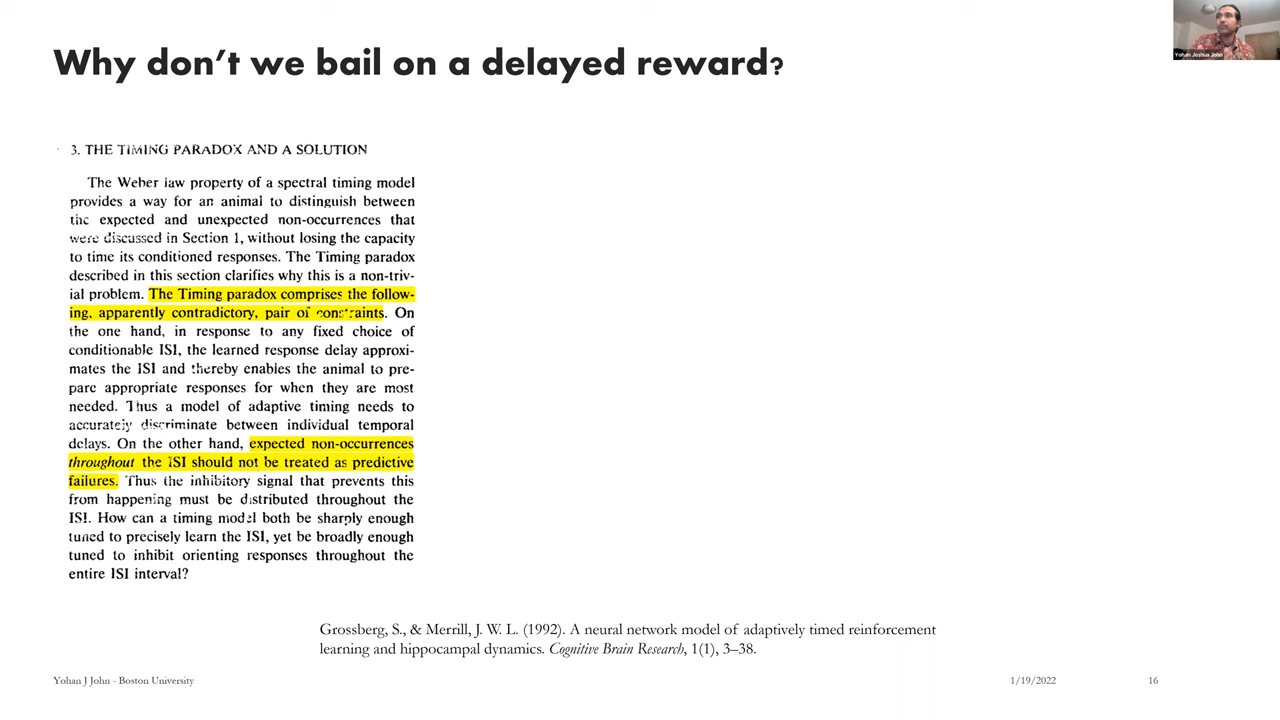 Why don't we bail on a delayed reward?
Yohan Joshua John
3. THE TIMING PARADOX AND A SOLUTION
The Weber law property of a spectral timing model
provides a way for an animal to distinguish between
the expected and unexpected non-occurrences that
were discussed in Section 1, without losing the capacity
to time its conditioned responses. The Timing paradox
described in this section clarifies why this is a non-triv-
ial problem. The Timing paradox comprises the follow-
ing, apparently contradictory, pair of constraints. On
the one hand, in response to any fixed choice of
conditionable ISI, the learned response delay approxi-
mates the ISI and thereby enables the animal to pre-
pare appropriate responses for when they are most
needed. Thus a model of adaptive timing needs to
accurately discriminate between individual temporal
delays. On the other hand, expected non-occurrences
throughout the ISI should not be treated as predictive
failures. Thus the inhibitory signal that prevents this
from happening must be distributed throughout the
ISI. How can a timing model both be sharply enough
tuned to precisely learn the ISI, yet be broadly enough
tuned to inhibit orienting responses throughout the
entire ISI interval?
Grossberg, S., & Merrill, J. W. L. (1992). A neural network model of adaptively timed reinforcement
learning and hippocampal dynamics. Cognitive Brain Research, 1(1), 3–38.
Yohan J John - Boston University
1/19/2022
16